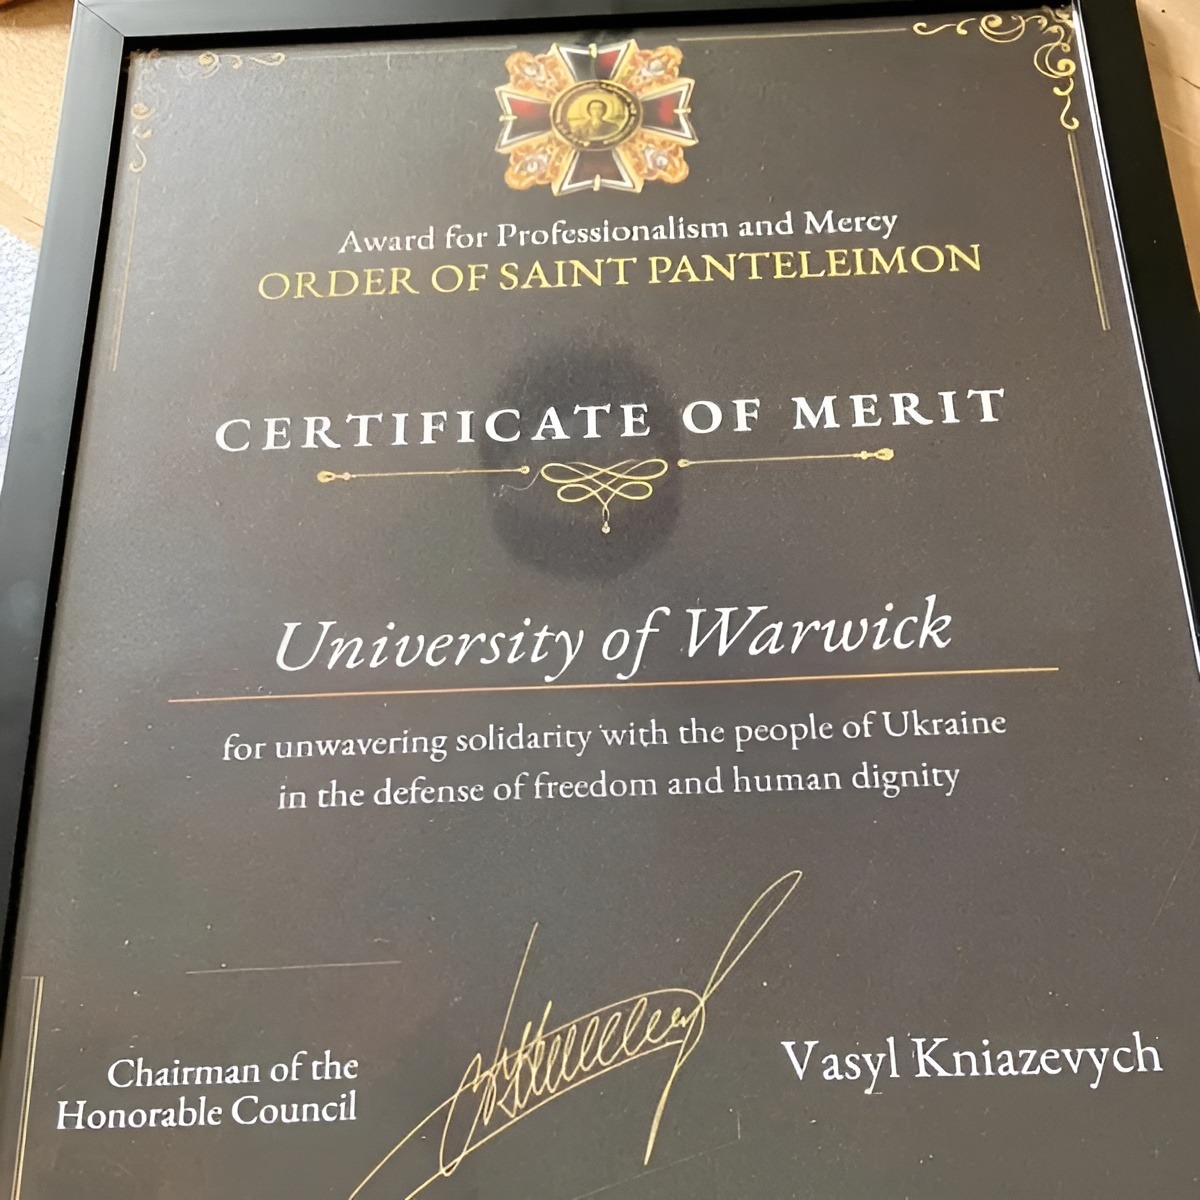 Award for Professionalism and Mercy
ORDER OF SAINT PANTELEIMON
CERTIFICATE OF MERIT
University of Warwick
for unwavering solidarity with the people of Ukraine
in the defense of freedom and human dignity
Chairman of the
Honorable Council
Vasyl Kniazevych